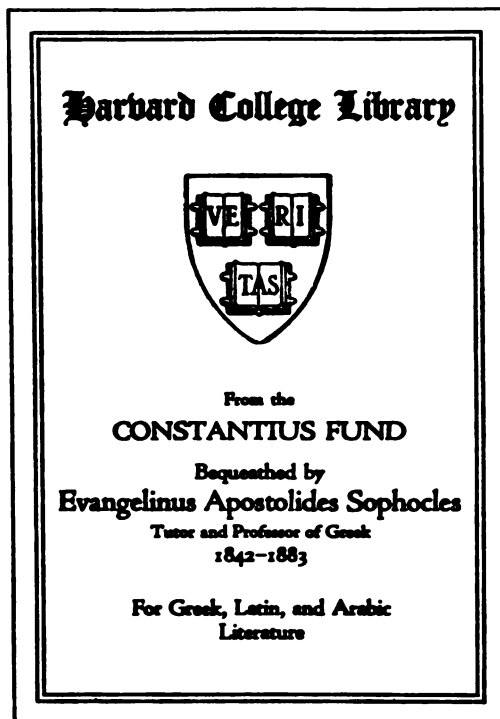 Harvard College Library
VE RI
TAS
From the
CONSTANTIUS FUND
Bequeathed by
Evangelinus Apostolides Sophocles
Tutor and Professor of Greek
1842–1883
For Greek, Latin, and Arabic
Literature